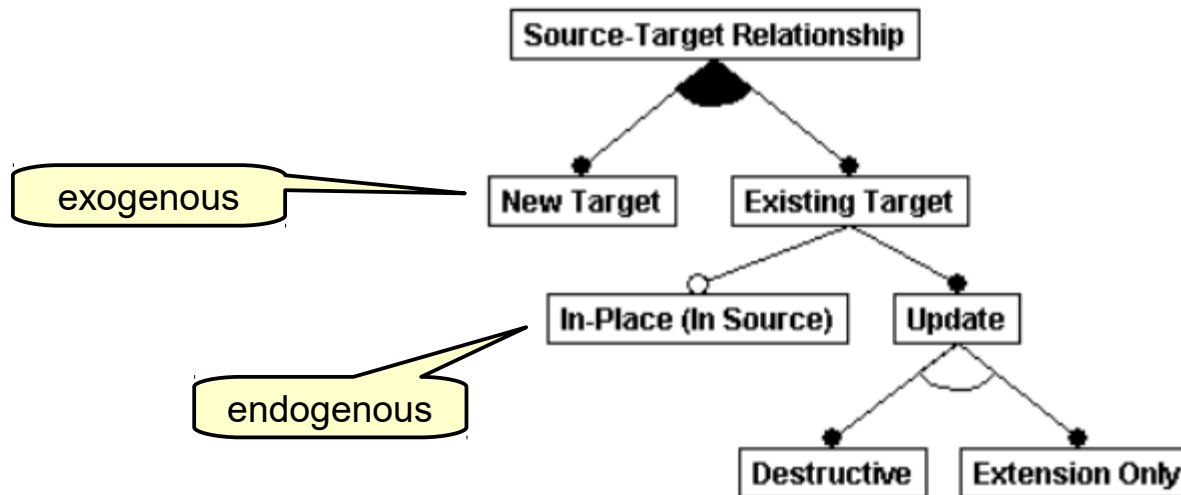 Source-Target Relationship
exogenous
New Target
Existing Target
In-Place (In Source)
Update
endogenous
Destructive
Extension Only